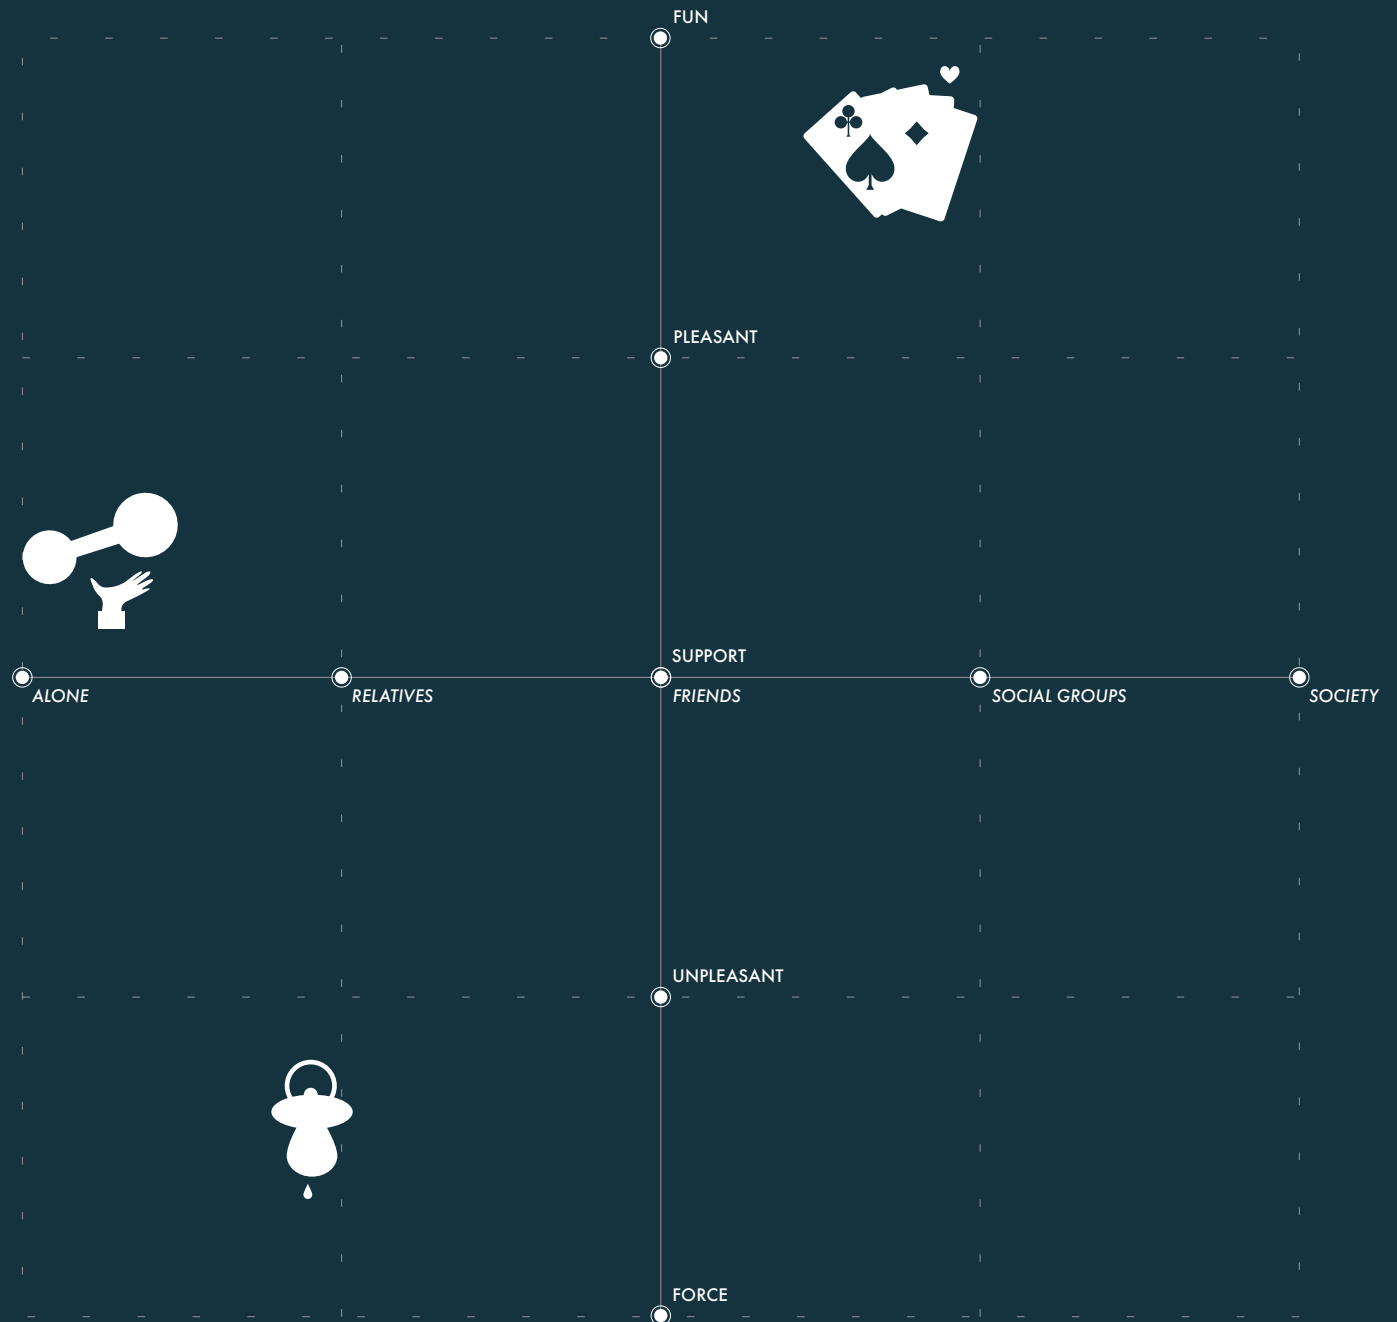 FUN
PLEASANT
SUPPORT
ALONE
RELATIVES
FRIENDS
SOCIAL GROUPS
SOCIETY
UNPLEASANT
FORCE